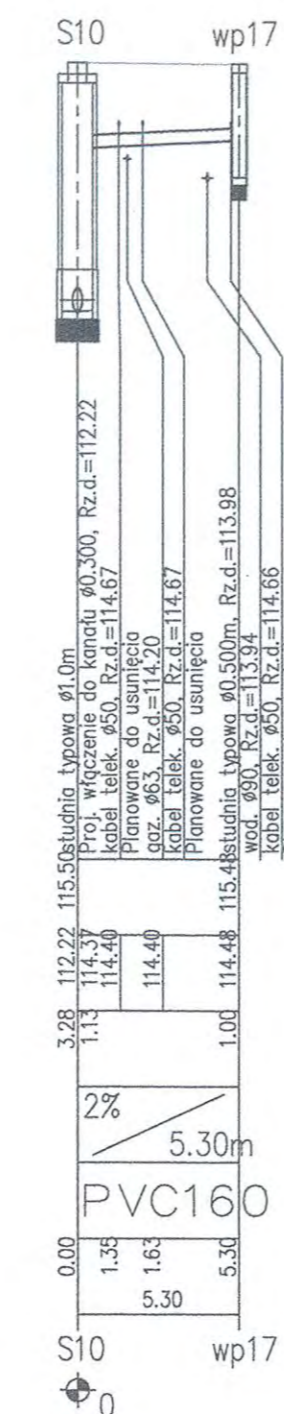 S10 wp17
115.50 studnia typowa ø1.0m
Proj. włączenie do kanału ø0.300, Rz.d.=112.22
kabel telek. ø50, Rz.d.=114.67
Planowane do usunięcia
gaz. ø63, Rz.d.=114.20
kabel telek. ø50, Rz.d.=114.67
Planowane do usunięcia
115.48 studnia typowa ø0.500m, Rz.d.=113.98
wod. ø90, Rz.d.=113.94
kabel telek. ø50, Rz.d.=114.66
112.22
114.37
114.40
114.40
114.48
3.28
1.13
1.00
2%
5.30m
PVC160
0.00
1.35
1.63
5.30
5.30
S10 wp17
0